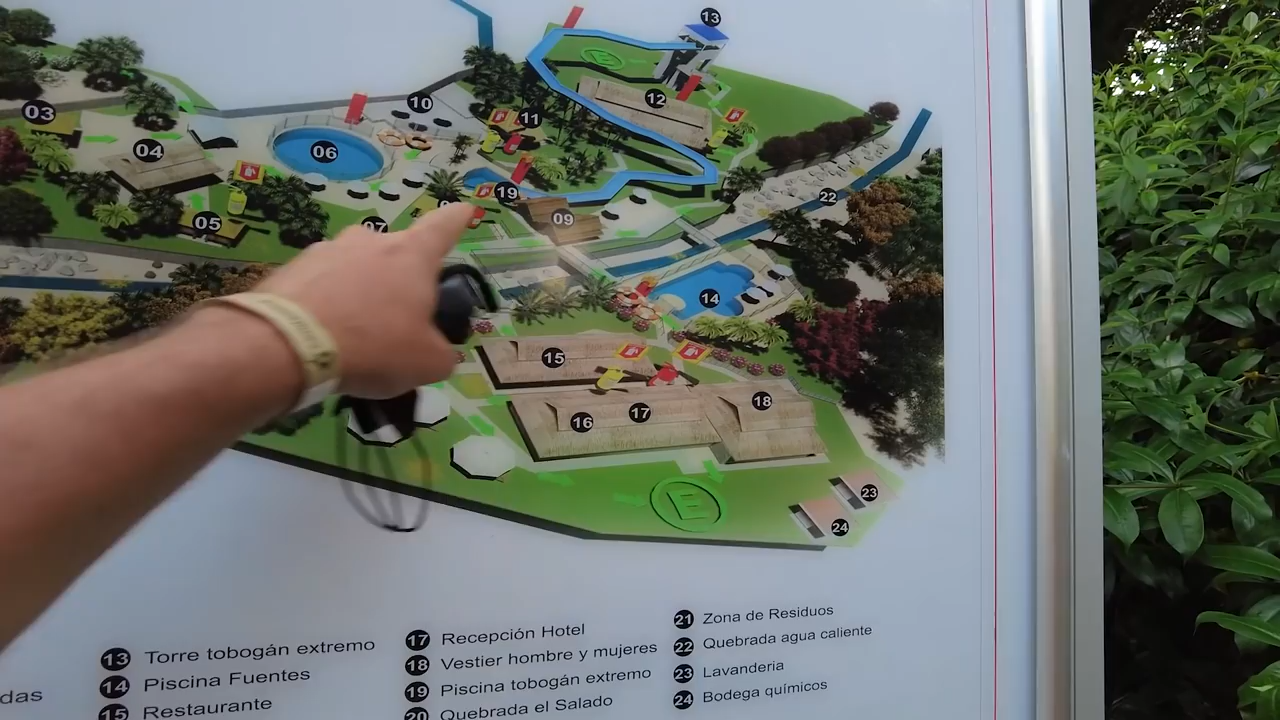 13
03
10
12
11
04
06
19
22
05
07
09
14
15
18
16
17
E
E
23
24
13 Torre tobogán extremo
14 Piscina Fuentes
15 Restaurante
17 Recepción Hotel
18 Vestier hombre y mujeres
19 Piscina tobogán extremo
20 Quebrada el Salado
21 Zona de Residuos
22 Quebrada agua caliente
23 Lavanderia
24 Bodega químicos
das